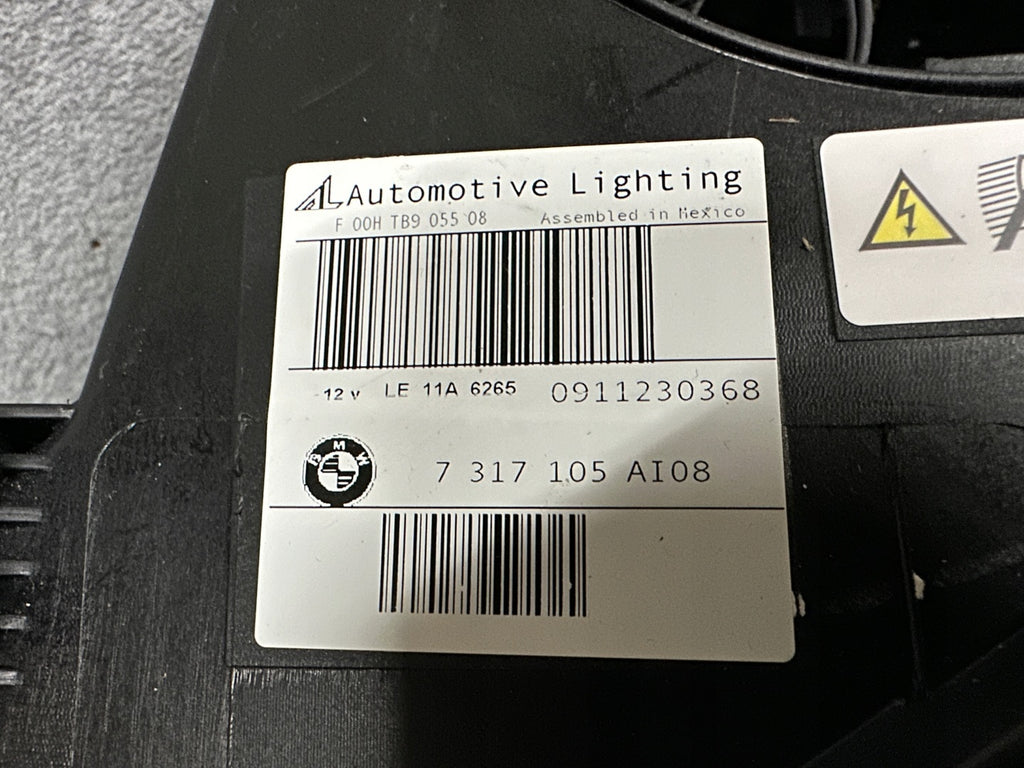 AL Automotive Lighting
F 00H TB9 055 08 Assembled in Mexico
12 v LE 11A 6265 0911230368
BMW
7 317 105 AI08